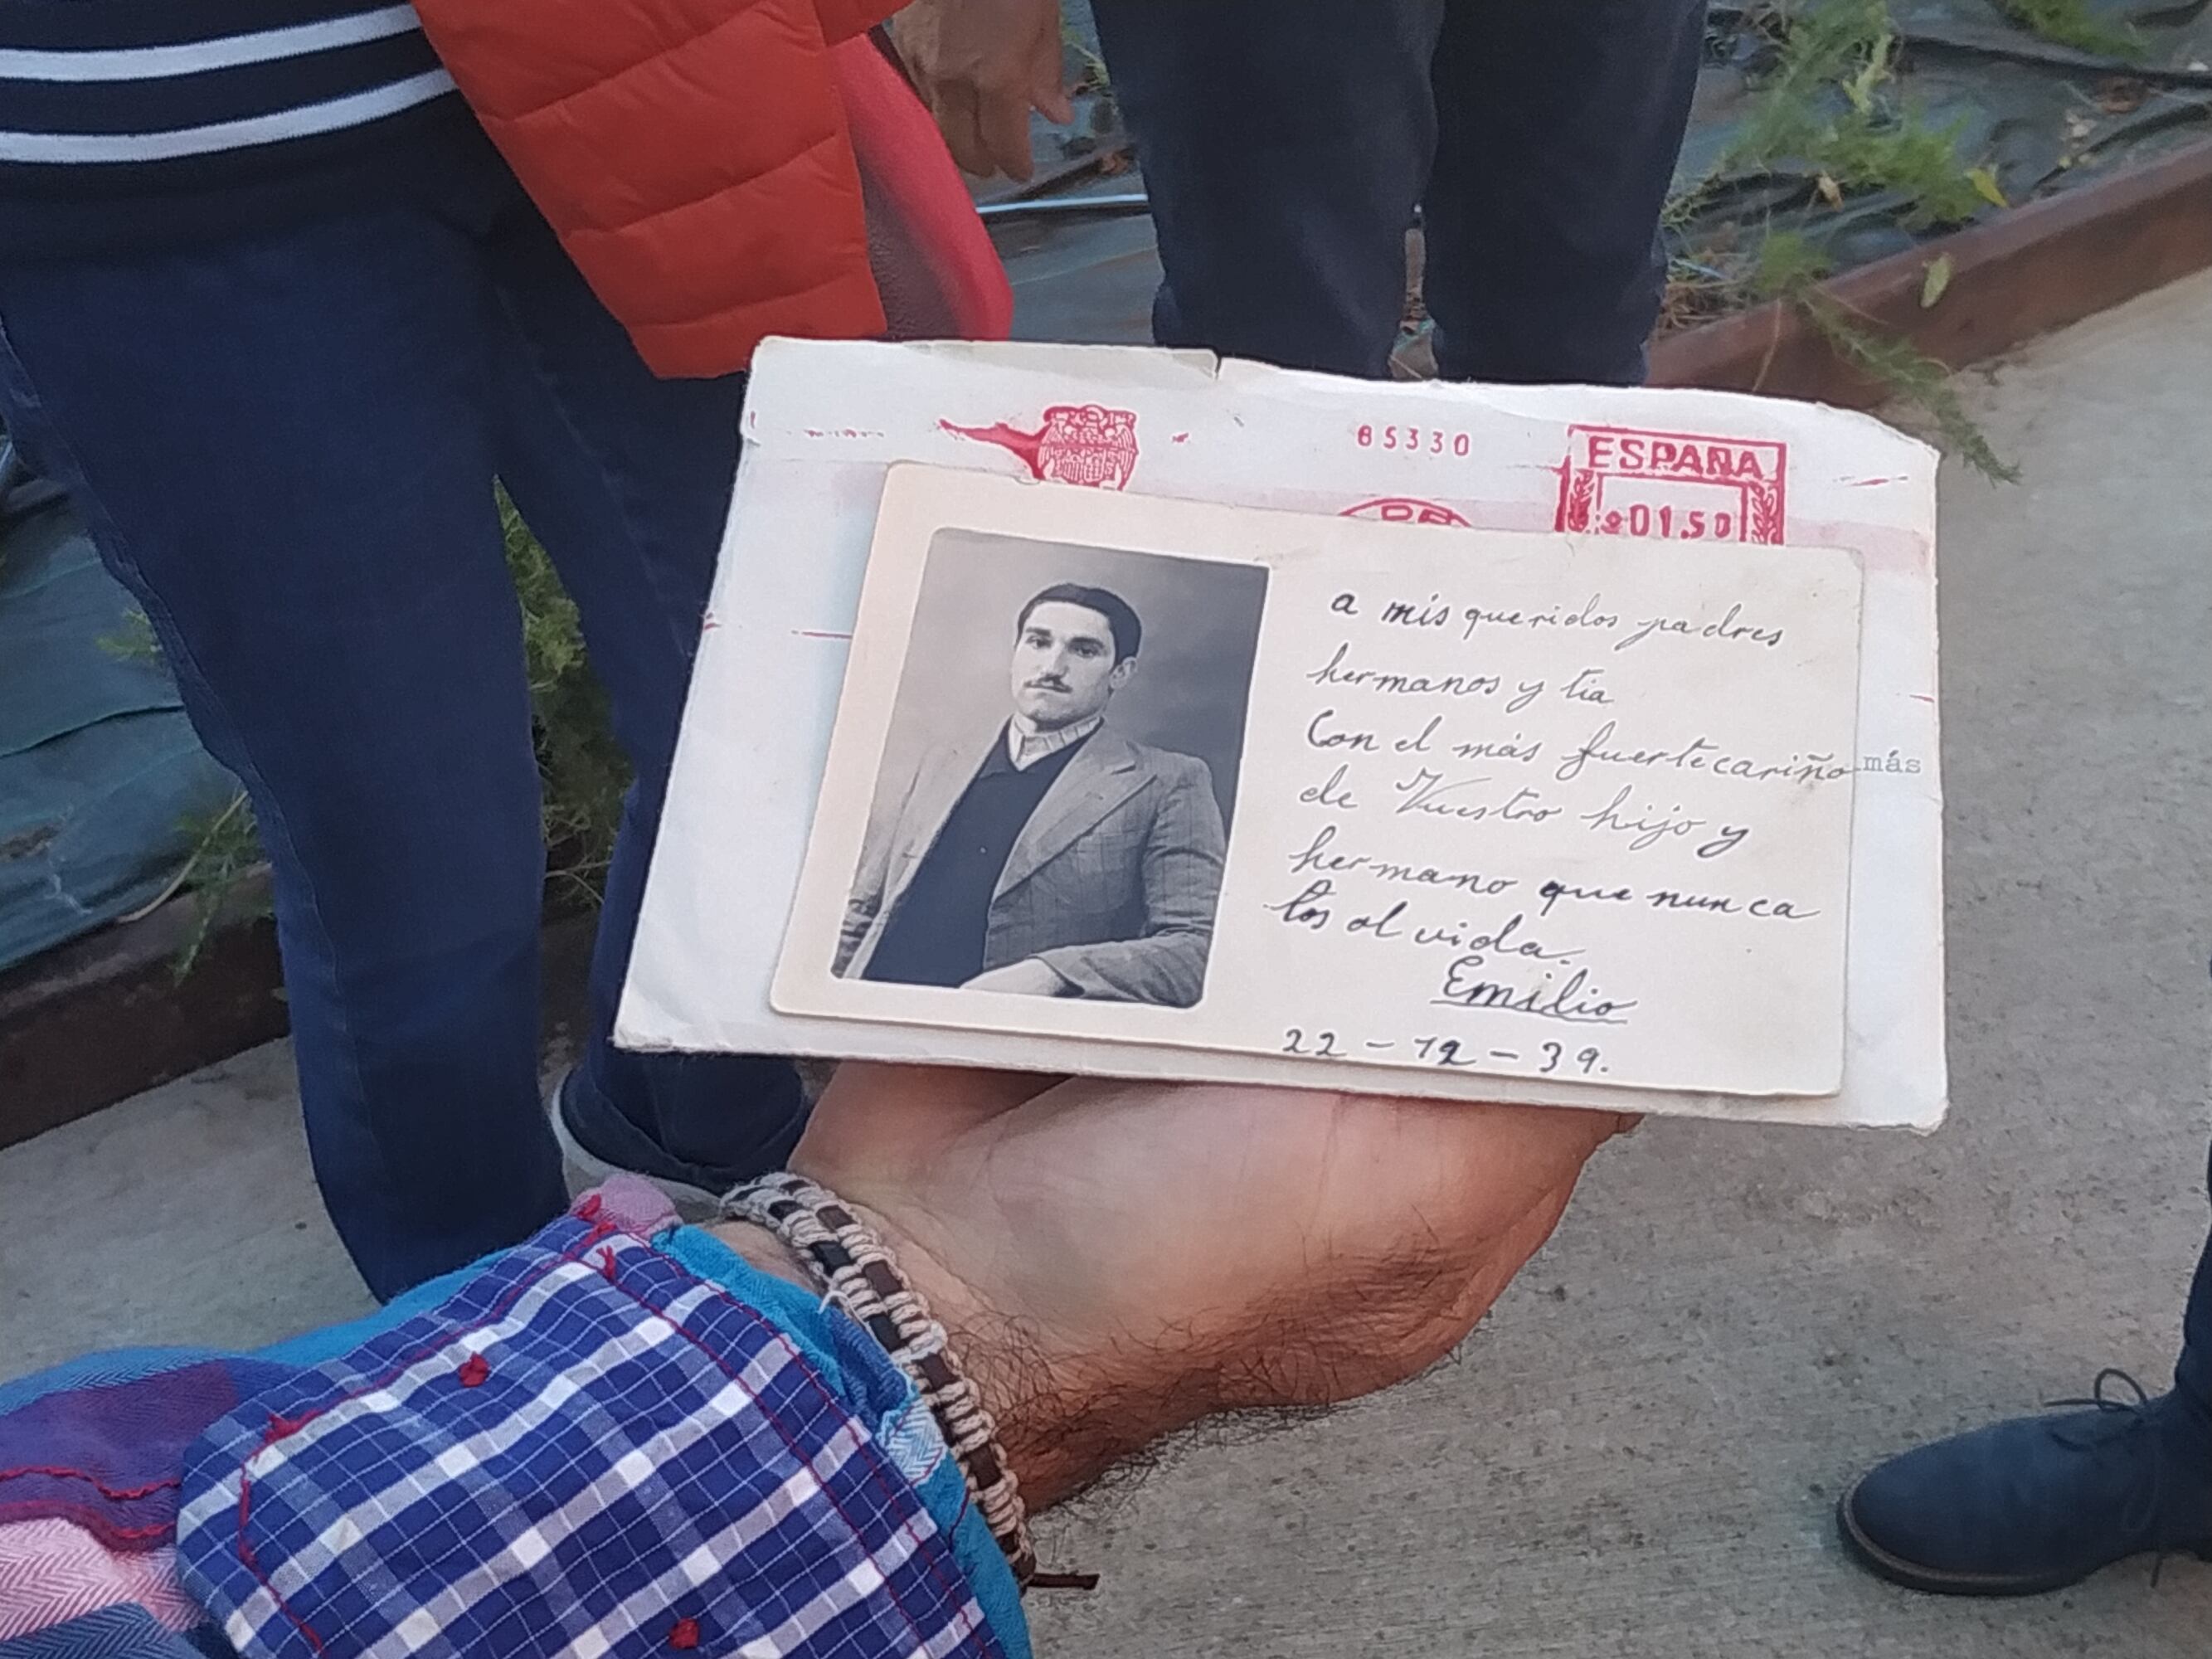 85330
ESPAÑA
01.50
a mis queridos padres
hermanos y tia
Con el más fuerte cariño
más
de Vuestro hijo y
hermano que nunca
los olvida.
Emilio
22-12-39.